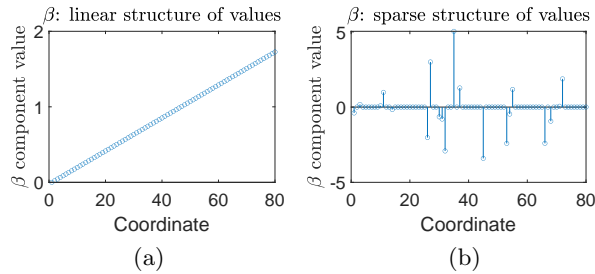 β: linear structure of values
β component value
2
1
0
0 20 40 60 80
Coordinate
(a)
β: sparse structure of values
β component value
5
0
-5
0 20 40 60 80
Coordinate
(b)